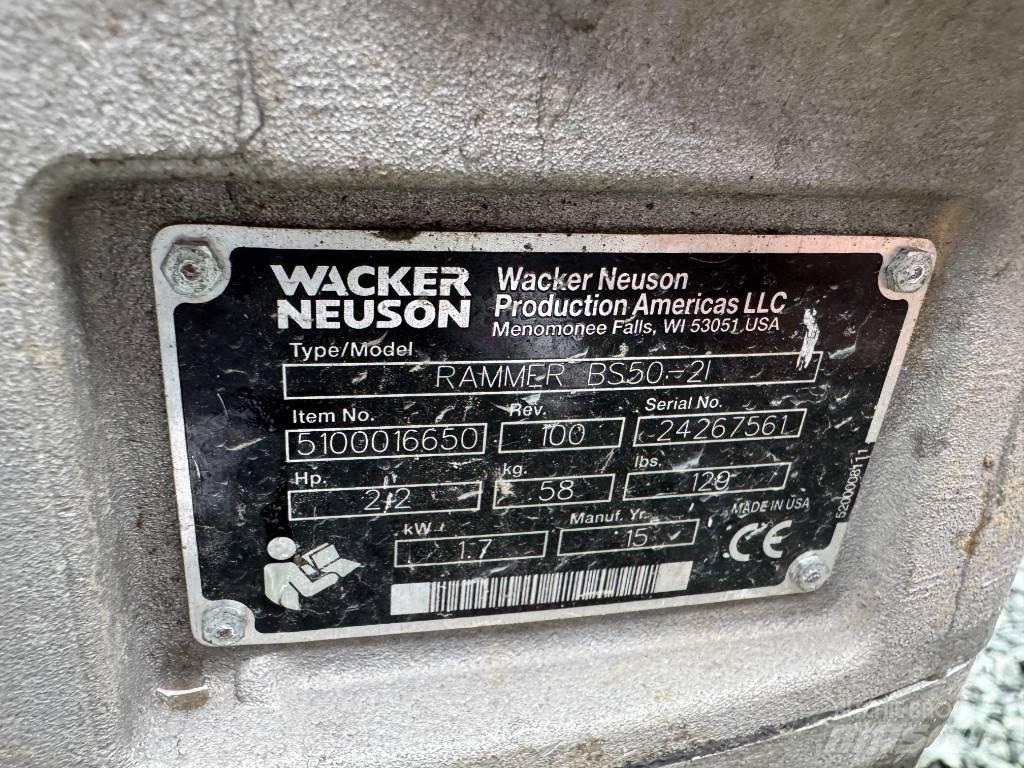 WACKER
NEUSON
Wacker Neuson
Production Americas LLC
Menomonee Falls, WI 53051 USA
Type/Model
RAMMER BS50-2I
Item No.
Rev.
Serial No.
5100016650
100
24267561
Hp.
kg.
lbs.
2.2
58
129
MADE IN USA
kW
Manuf. Yr.
1.7
15
CE